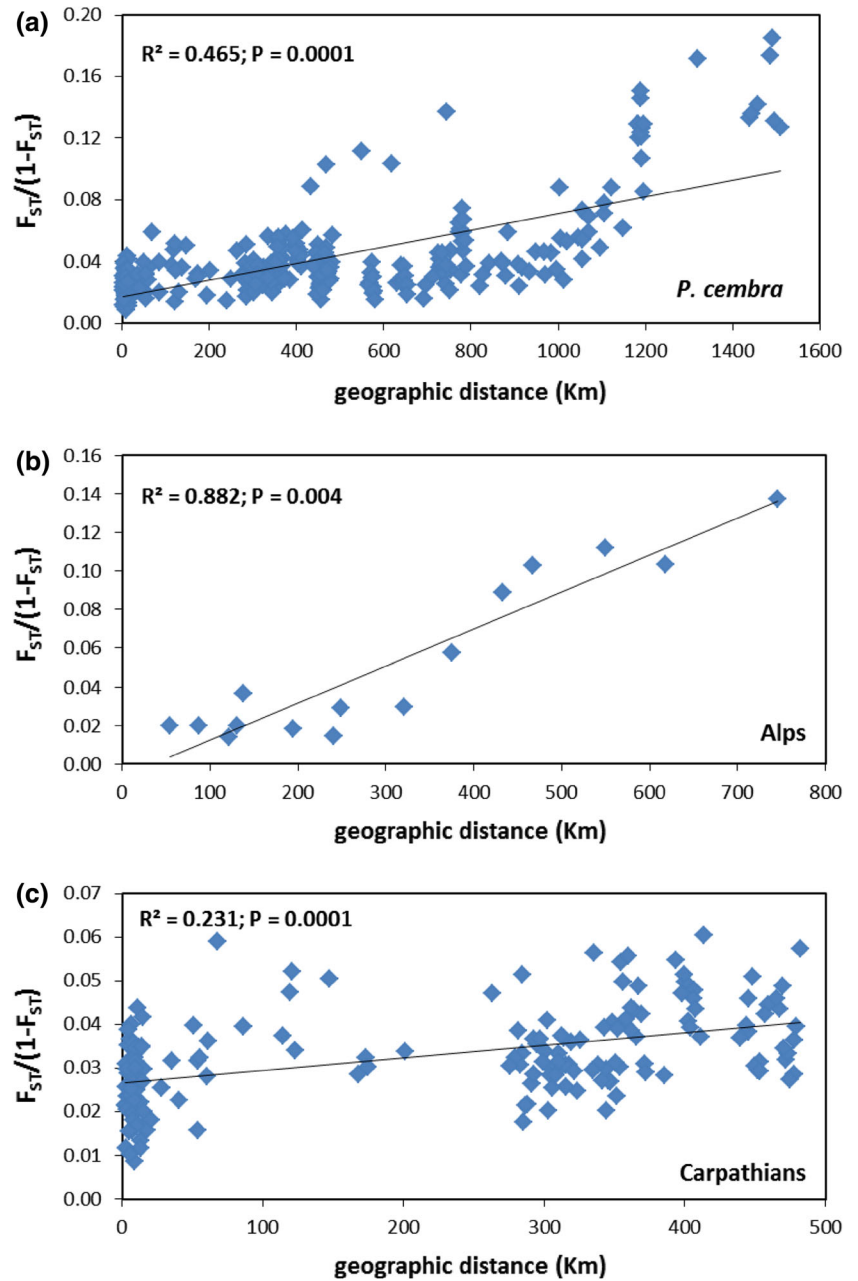 (a)
0.20
0.16
0.12
0.08
0.04
0.00
F_ST/(1-F_ST)
R² = 0.465; P = 0.0001
P. cembra
0 200 400 600 800 1000 1200 1400 1600
geographic distance (Km)
(b)
0.16
0.14
0.12
0.10
0.08
0.06
0.04
0.02
0.00
F_ST/(1-F_ST)
R² = 0.882; P = 0.004
Alps
0 100 200 300 400 500 600 700 800
geographic distance (Km)
(c)
0.07
0.06
0.05
0.04
0.03
0.02
0.01
0.00
F_ST/(1-F_ST)
R² = 0.231; P = 0.0001
Carpathians
0 100 200 300 400 500
geographic distance (Km)